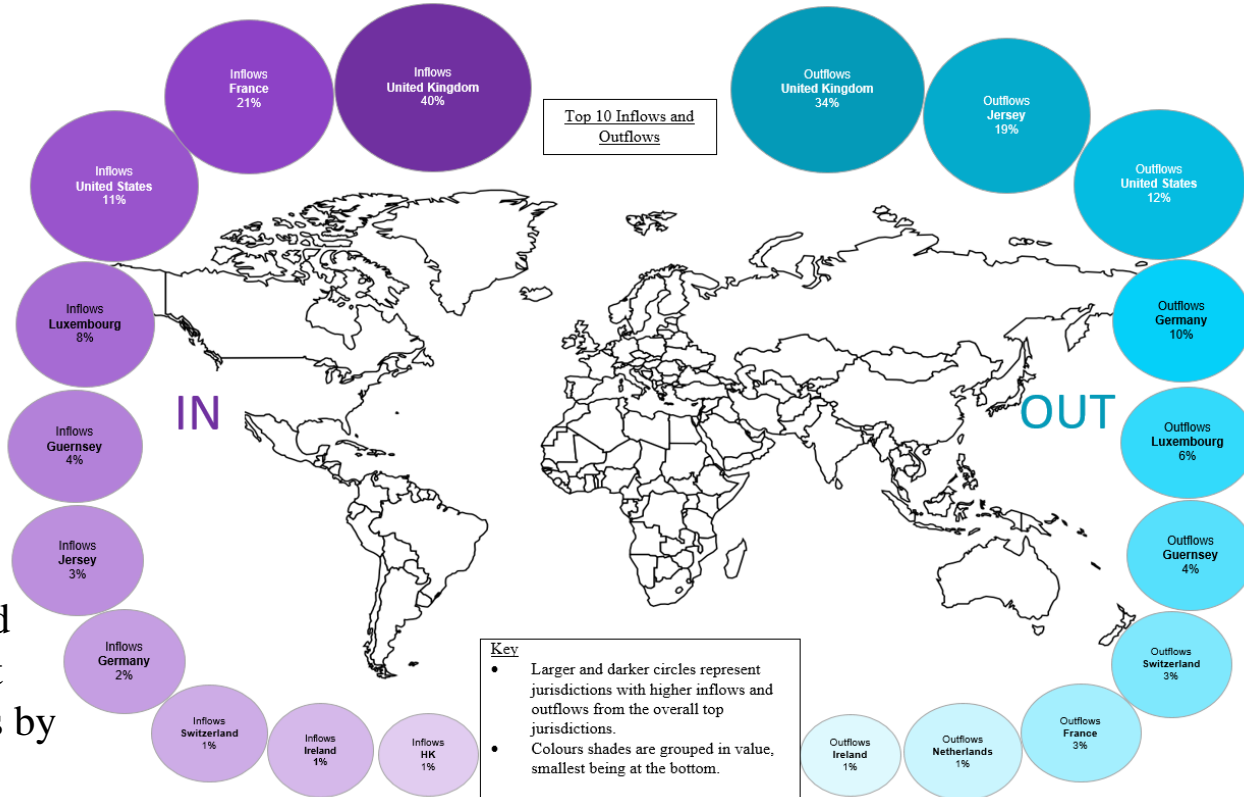 Inflows
France
21%
Inflows
United Kingdom
40%
Top 10 Inflows and
Outflows
Outflows
United Kingdom
34%
Outflows
Jersey
19%
Inflows
United States
11%
Outflows
United States
12%
Inflows
Luxembourg
8%
Outflows
Germany
10%
IN
OUT
Inflows
Guernsey
4%
Outflows
Luxembourg
6%
Inflows
Jersey
3%
Outflows
Guernsey
4%
d
t
s by
Inflows
Germany
2%
Outflows
Switzerland
3%
Inflows
Switzerland
1%
Inflows
Ireland
1%
Inflows
HK
1%
Key
• Larger and darker circles represent
jurisdictions with higher inflows and
outflows from the overall top
jurisdictions.
• Colours shades are grouped in value,
smallest being at the bottom.
Outflows
Ireland
1%
Outflows
Netherlands
1%
Outflows
France
3%